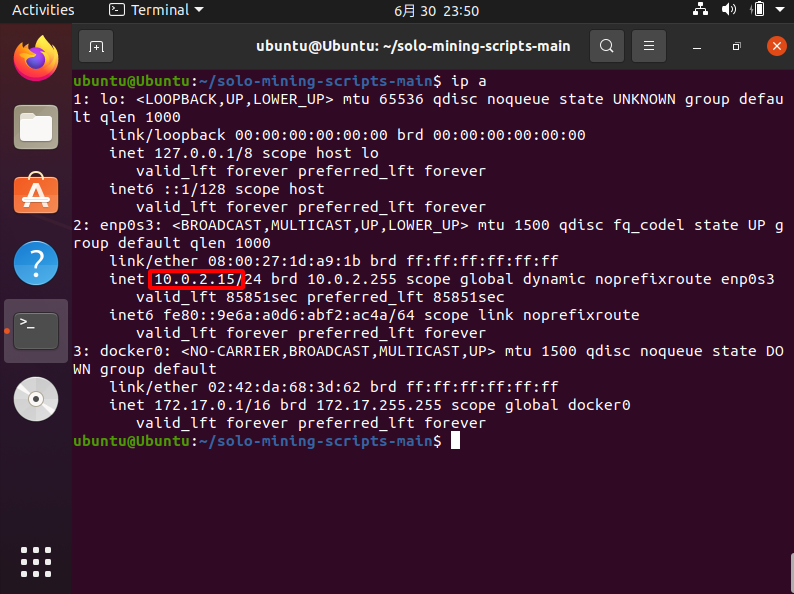 Activities
Terminal
6月 30 23:50
ubuntu@Ubuntu: ~/solo-mining-scripts-main
ubuntu@Ubuntu:~/solo-mining-scripts-main$ ip a
1: lo: <LOOPBACK,UP,LOWER_UP> mtu 65536 qdisc noqueue state UNKNOWN group defau
lt qlen 1000
link/loopback 00:00:00:00:00:00 brd 00:00:00:00:00:00
inet 127.0.0.1/8 scope host lo
valid_lft forever preferred_lft forever
inet6 ::1/128 scope host
valid_lft forever preferred_lft forever
2: enp0s3: <BROADCAST,MULTICAST,UP,LOWER_UP> mtu 1500 qdisc fq_codel state UP g
roup default qlen 1000
link/ether 08:00:27:1d:a9:1b brd ff:ff:ff:ff:ff:ff
inet 10.0.2.15/24 brd 10.0.2.255 scope global dynamic noprefixroute enp0s3
valid_lft 85851sec preferred_lft 85851sec
inet6 fe80::9e6a:a0d6:abf2:ac4a/64 scope link noprefixroute
valid_lft forever preferred_lft forever
3: docker0: <NO-CARRIER,BROADCAST,MULTICAST,UP> mtu 1500 qdisc noqueue state DO
WN group default
link/ether 02:42:da:68:3d:62 brd ff:ff:ff:ff:ff:ff
inet 172.17.0.1/16 brd 172.17.255.255 scope global docker0
valid_lft forever preferred_lft forever
ubuntu@Ubuntu:~/solo-mining-scripts-main$